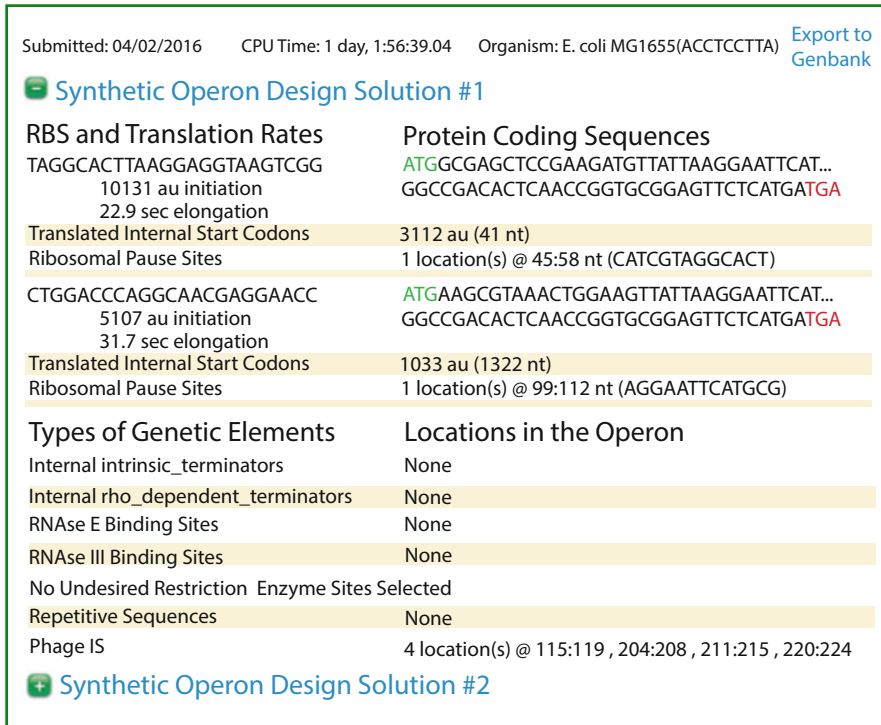 Submitted: 04/02/2016 CPU Time: 1 day, 1:56:39.04 Organism: E. coli MG1655(ACCTCCTTA) Export to Genbank
Synthetic Operon Design Solution #1
RBS and Translation Rates Protein Coding Sequences
TAGGCACTTAAGGAGGTAAGTCGG ATGGCGAGCTCCGAAGATGTTATTAAGGAATTCAT...
10131 au initiation GGCCGACACTCAACCGGTGCGGAGTTCTCATGATGA
22.9 sec elongation
Translated Internal Start Codons 3112 au (41 nt)
Ribosomal Pause Sites 1 location(s) @ 45:58 nt (CATCGTAGGCACT)
CTGGACCCAGGCAACGAGGAACC ATGAAGCGTAAACTGGAAGTTATTAAGGAATTCAT...
5107 au initiation GGCCGACACTCAACCGGTGCGGAGTTCTCATGATGA
31.7 sec elongation
Translated Internal Start Codons 1033 au (1322 nt)
Ribosomal Pause Sites 1 location(s) @ 99:112 nt (AGGAATTCATGCG)
Types of Genetic Elements Locations in the Operon
Internal intrinsic_terminators None
Internal rho_dependent_terminators None
RNAse E Binding Sites None
RNAse III Binding Sites None
No Undesired Restriction Enzyme Sites Selected
Repetitive Sequences None
Phage IS 4 location(s) @ 115:119 , 204:208 , 211:215 , 220:224
Synthetic Operon Design Solution #2